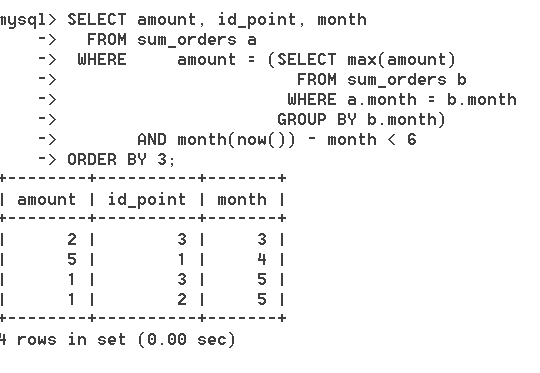 mysql> SELECT amount, id_point, month
    ->   FROM sum_orders a
    ->  WHERE     amount = (SELECT max(amount)
    ->                        FROM sum_orders b
    ->                       WHERE a.month = b.month
    ->                      GROUP BY b.month)
    ->        AND month(now()) - month < 6
    -> ORDER BY 3;
+--------+----------+-------+
| amount | id_point | month |
+--------+----------+-------+
|      2 |        3 |     3 |
|      5 |        1 |     4 |
|      1 |        3 |     5 |
|      1 |        2 |     5 |
+--------+----------+-------+
4 rows in set (0.00 sec)